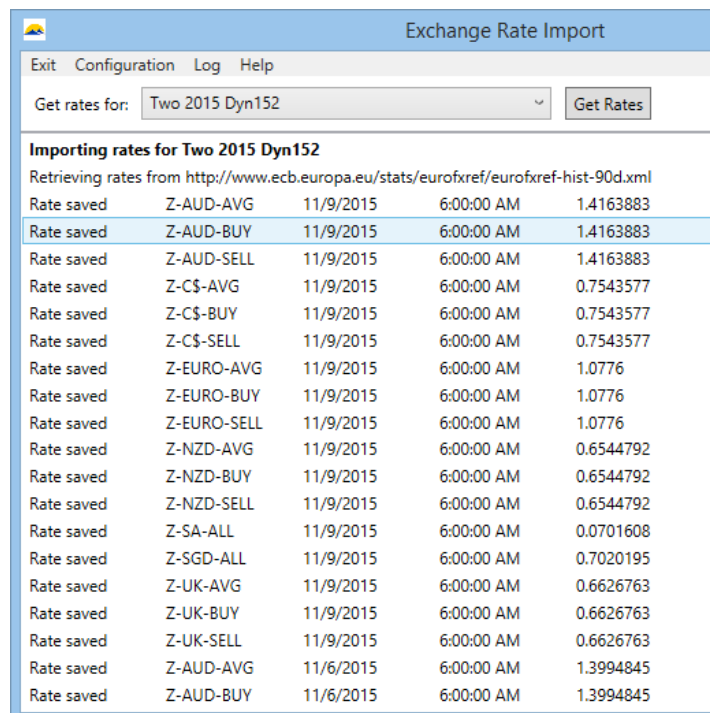 Exchange Rate Import
Exit Configuration Log Help
Get rates for: Two 2015 Dyn152 Get Rates
Importing rates for Two 2015 Dyn152
Retrieving rates from http://www.ecb.europa.eu/stats/eurofxref/eurofxref-hist-90d.xml
Rate saved Z-AUD-AVG 11/9/2015 6:00:00 AM 1.4163883
Rate saved Z-AUD-BUY 11/9/2015 6:00:00 AM 1.4163883
Rate saved Z-AUD-SELL 11/9/2015 6:00:00 AM 1.4163883
Rate saved Z-C$-AVG 11/9/2015 6:00:00 AM 0.7543577
Rate saved Z-C$-BUY 11/9/2015 6:00:00 AM 0.7543577
Rate saved Z-C$-SELL 11/9/2015 6:00:00 AM 0.7543577
Rate saved Z-EURO-AVG 11/9/2015 6:00:00 AM 1.0776
Rate saved Z-EURO-BUY 11/9/2015 6:00:00 AM 1.0776
Rate saved Z-EURO-SELL 11/9/2015 6:00:00 AM 1.0776
Rate saved Z-NZD-AVG 11/9/2015 6:00:00 AM 0.6544792
Rate saved Z-NZD-BUY 11/9/2015 6:00:00 AM 0.6544792
Rate saved Z-NZD-SELL 11/9/2015 6:00:00 AM 0.6544792
Rate saved Z-SA-ALL 11/9/2015 6:00:00 AM 0.0701608
Rate saved Z-SGD-ALL 11/9/2015 6:00:00 AM 0.7020195
Rate saved Z-UK-AVG 11/9/2015 6:00:00 AM 0.6626763
Rate saved Z-UK-BUY 11/9/2015 6:00:00 AM 0.6626763
Rate saved Z-UK-SELL 11/9/2015 6:00:00 AM 0.6626763
Rate saved Z-AUD-AVG 11/6/2015 6:00:00 AM 1.3994845
Rate saved Z-AUD-BUY 11/6/2015 6:00:00 AM 1.3994845